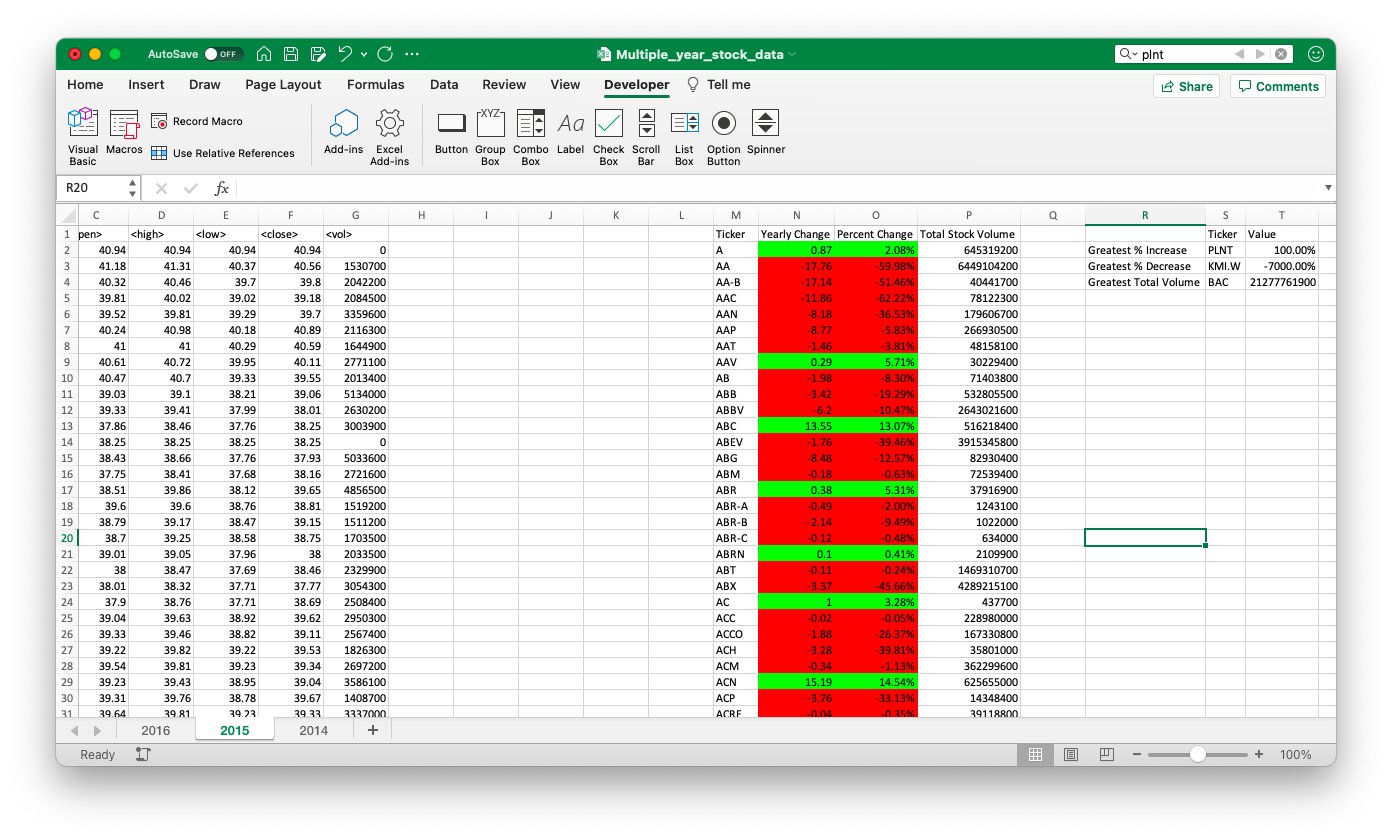 AutoSave OFF Multiple_year_stock_data plnt
Home Insert Draw Page Layout Formulas Data Review View Developer Tell me Share Comments
Visual Basic Macros Record Macro Use Relative References Add-ins Excel Add-ins Button Group Box Combo Box Label Check Box Scroll Bar List Box Option Button Spinner
XYZ Aa
R20 fx
C D E F G H I J K L M N O P Q R S T
1 pen> <high> <low> <close> <vol> Ticker Yearly Change Percent Change Total Stock Volume Ticker Value
2 40.94 40.94 40.94 40.94 0 A 0.87 2.08% 645319200 Greatest % Increase PLNT 100.00%
3 41.18 41.31 40.37 40.56 1530700 AA -17.76 -59.98% 6449104200 Greatest % Decrease KMI.W -7000.00%
4 40.32 40.46 39.7 39.8 2042200 AA-B -17.14 -51.46% 40441700 Greatest Total Volume BAC 21277761900
5 39.81 40.02 39.02 39.18 2084500 AAC -11.86 -62.22% 78122300
6 39.52 39.81 39.29 39.7 3359600 AAN -8.18 -36.53% 179606700
7 40.24 40.98 40.18 40.89 2116300 AAP -8.77 -5.83% 266930500
8 41 41 40.29 40.59 1644900 AAT -1.46 -3.81% 48158100
9 40.61 40.72 39.95 40.11 2771100 AAV 0.29 5.71% 30229400
10 40.47 40.7 39.33 39.55 2013400 AB -1.98 -8.30% 71403800
11 39.03 39.1 38.21 39.06 5134000 ABB -3.42 -19.29% 532805500
12 39.33 39.41 37.99 38.01 2630200 ABBV -6.2 -10.47% 2643021600
13 37.86 38.46 37.76 38.25 3003900 ABC 13.55 13.07% 516218400
14 38.25 38.25 38.25 38.25 0 ABEV -1.76 -39.46% 3915345800
15 38.43 38.66 37.76 37.93 5033600 ABG -8.48 -12.57% 82930400
16 37.75 38.41 37.68 38.16 2721600 ABM -0.18 -0.63% 72539400
17 38.51 39.86 38.12 39.65 4856500 ABR 0.38 5.31% 37916900
18 39.6 39.6 38.76 38.81 1519200 ABR-A -0.49 -2.00% 1243100
19 38.79 39.17 38.47 39.15 1511200 ABR-B -2.14 -9.49% 1022000
20 38.7 39.25 38.58 38.75 1703500 ABR-C -0.12 -0.48% 634000
21 39.01 39.05 37.96 38 2033500 ABRN 0.1 0.41% 2109900
22 38 38.47 37.69 38.46 2329900 ABT -0.11 -0.24% 1469310700
23 38.01 38.32 37.71 37.77 3054300 ABX -3.37 -45.66% 4289215100
24 37.9 38.76 37.71 38.69 2508400 AC 1 3.28% 437700
25 39.04 39.63 38.92 39.62 2950300 ACC -0.02 -0.05% 228980000
26 39.33 39.46 38.82 39.11 2567400 ACCO -1.88 -26.37% 167330800
27 39.22 39.82 39.22 39.53 1826300 ACH -3.28 -39.81% 35801000
28 39.54 39.81 39.23 39.34 2697200 ACM -0.34 -1.13% 362299600
29 39.23 39.43 38.95 39.04 3586100 ACN 15.19 14.54% 625655000
30 39.31 39.76 38.78 39.67 1408700 ACP -3.76 -33.13% 14348400
31 39.64 39.81 39.23 39.33 3337000 ACRE -0.04 -0.35% 39118800
2016 2015 2014 +
Ready 100%